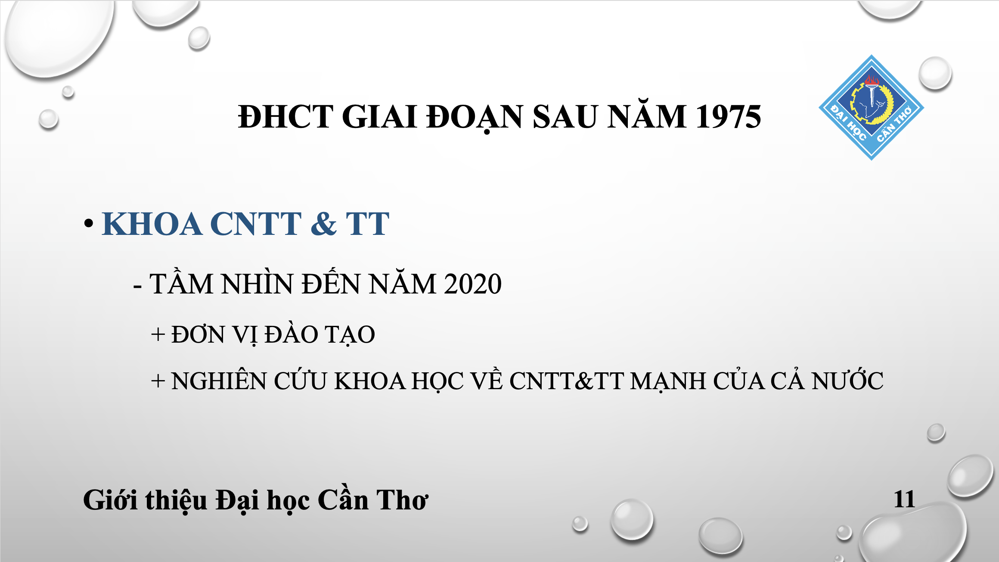 ĐHCT GIAI ĐOẠN SAU NĂM 1975
ĐẠI HỌC CẦN THƠ
• KHOA CNTT & TT
- TẦM NHÌN ĐẾN NĂM 2020
+ ĐƠN VỊ ĐÀO TẠO
+ NGHIÊN CỨU KHOA HỌC VỀ CNTT&TT MẠNH CỦA CẢ NƯỚC
Giới thiệu Đại học Cần Thơ
11